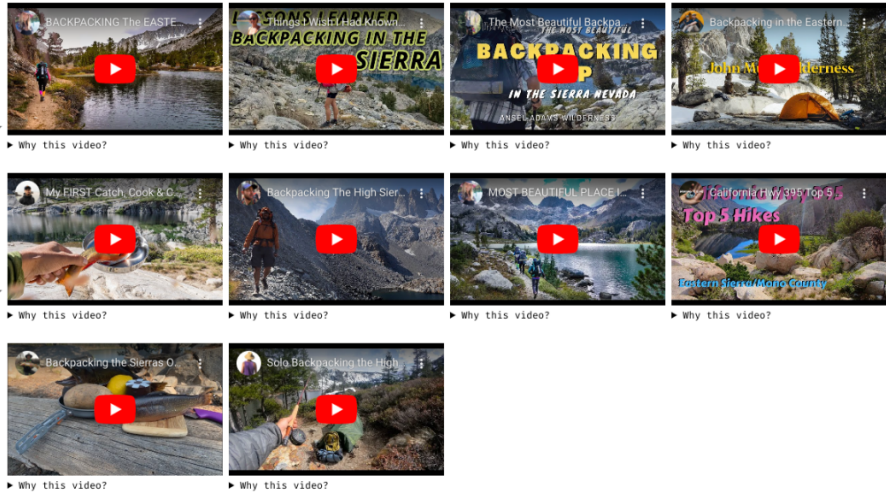 BACKPACKING The EASTE...
Things I Wish I Had Known...
LESSONS LEARNED
BACKPACKING IN THE
SIERRA
The Most Beautiful Backpa...
THE MOST BEAUTIFUL
BACKPACKING
IN THE SIERRA NEVADA
ANSEL ADAMS WILDERNESS
Backpacking in the Eastern...
John Mu
Why this video?
Why this video?
Why this video?
Why this video?
My FIRST Catch, Cook & C...
Backpacking The High Sier...
MOST BEAUTIFUL PLACE I...
California Hwy 395 Top 5...
Top 5 Hikes
Eastern Sierra/Mono County
Why this video?
Why this video?
Why this video?
Why this video?
Backpacking the Sierras O...
Solo Backpacking the High...
Why this video?
Why this video?